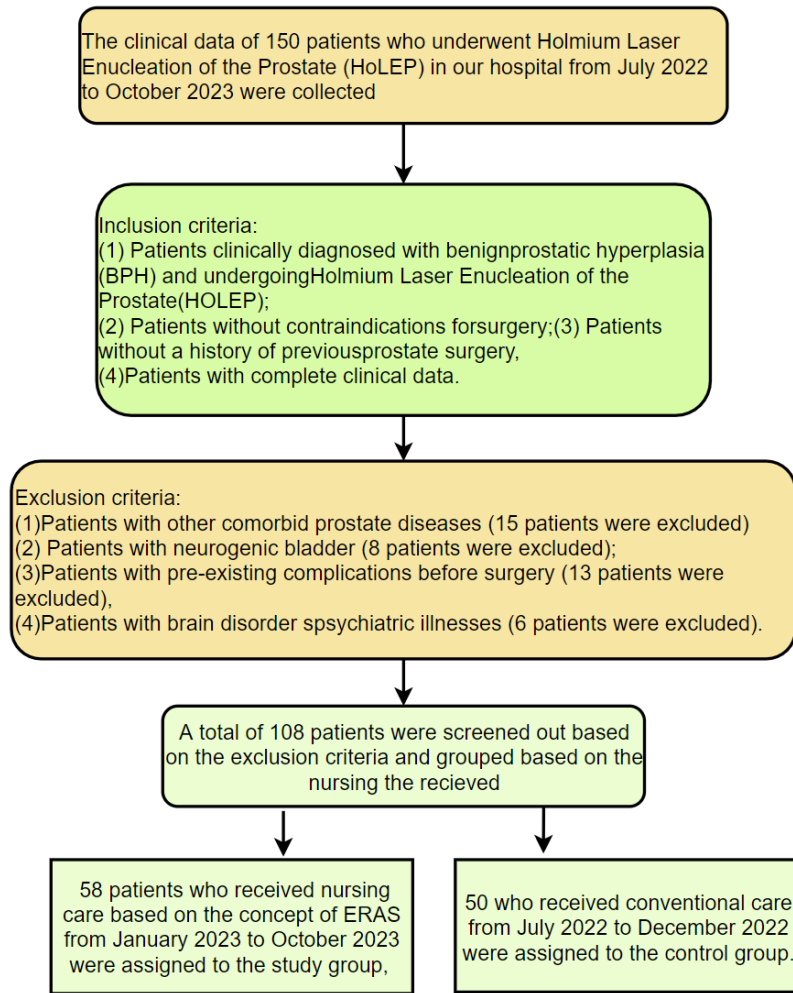 The clinical data of 150 patients who underwent Holmium Laser
Enucleation of the Prostate (HoLEP) in our hospital from July 2022
to October 2023 were collected
Inclusion criteria:
(1) Patients clinically diagnosed with benignprostatic hyperplasia
(BPH) and undergoingHolmium Laser Enucleation of the
Prostate(HOLEP);
(2) Patients without contraindications forsurgery;(3) Patients
without a history of previousprostate surgery,
(4)Patients with complete clinical data.
Exclusion criteria:
(1)Patients with other comorbid prostate diseases (15 patients were excluded)
(2) Patients with neurogenic bladder (8 patients were excluded);
(3)Patients with pre-existing complications before surgery (13 patients were
excluded),
(4)Patients with brain disorder spsychiatric illnesses (6 patients were excluded).
A total of 108 patients were screened out based
on the exclusion criteria and grouped based on the
nursing the recieved
58 patients who received nursing
care based on the concept of ERAS
from January 2023 to October 2023
were assigned to the study group,
50 who received conventional care
from July 2022 to December 2022
were assigned to the control group.